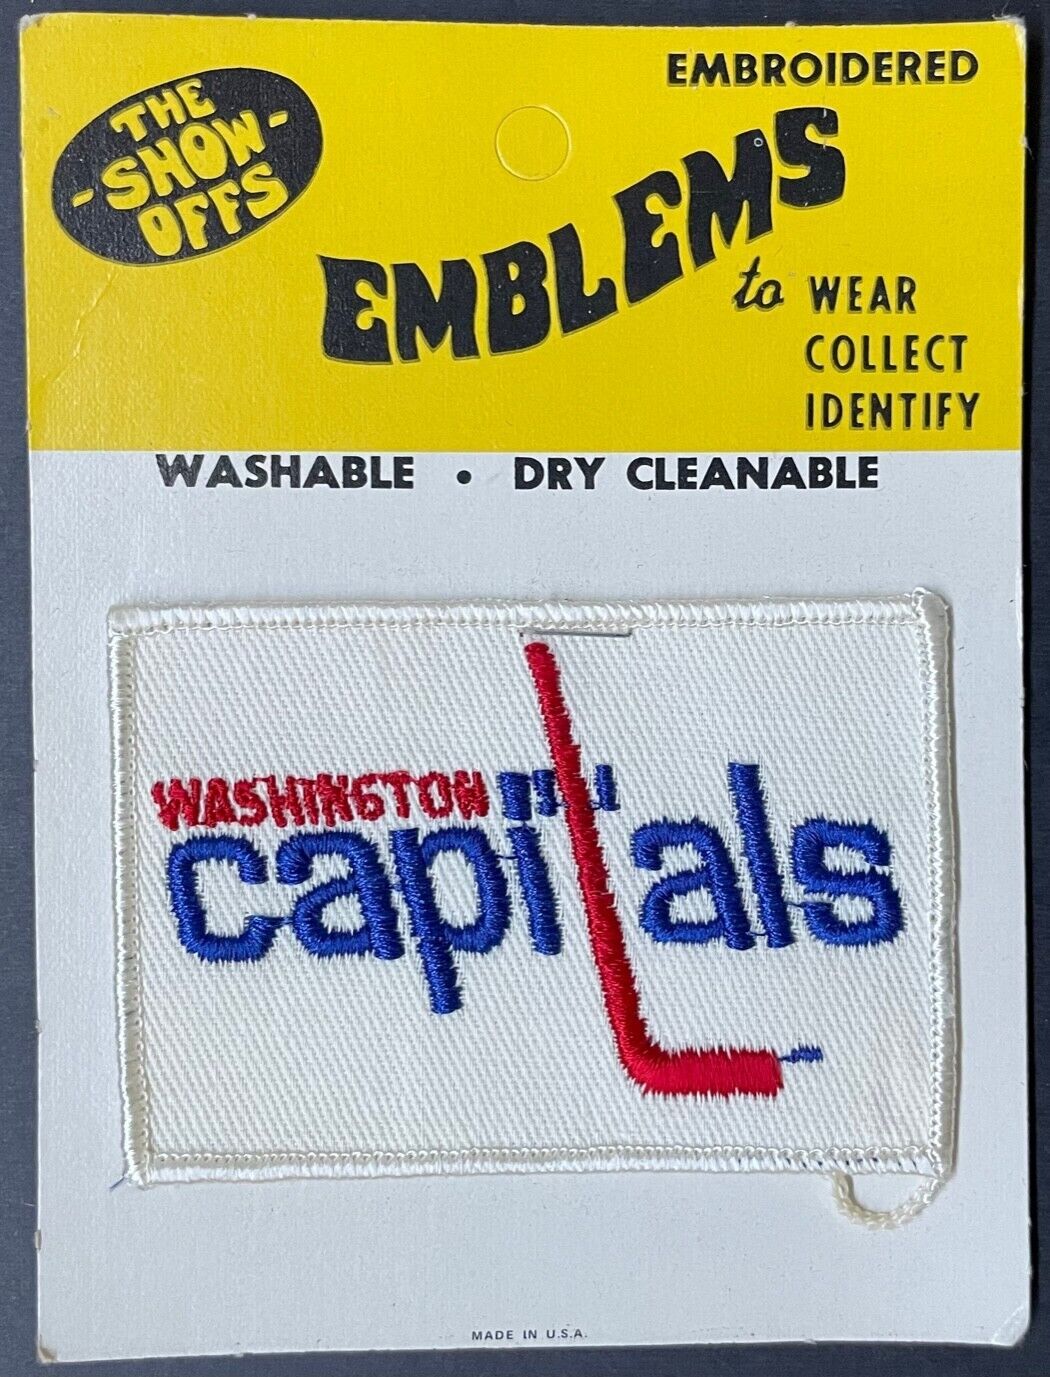 THE
-SHOW-
OFFS
EMBROIDERED
EMBLEMS
to WEAR
COLLECT
IDENTIFY
WASHABLE • DRY CLEANABLE
WASHINGTON
capitals
MADE IN U.S.A.